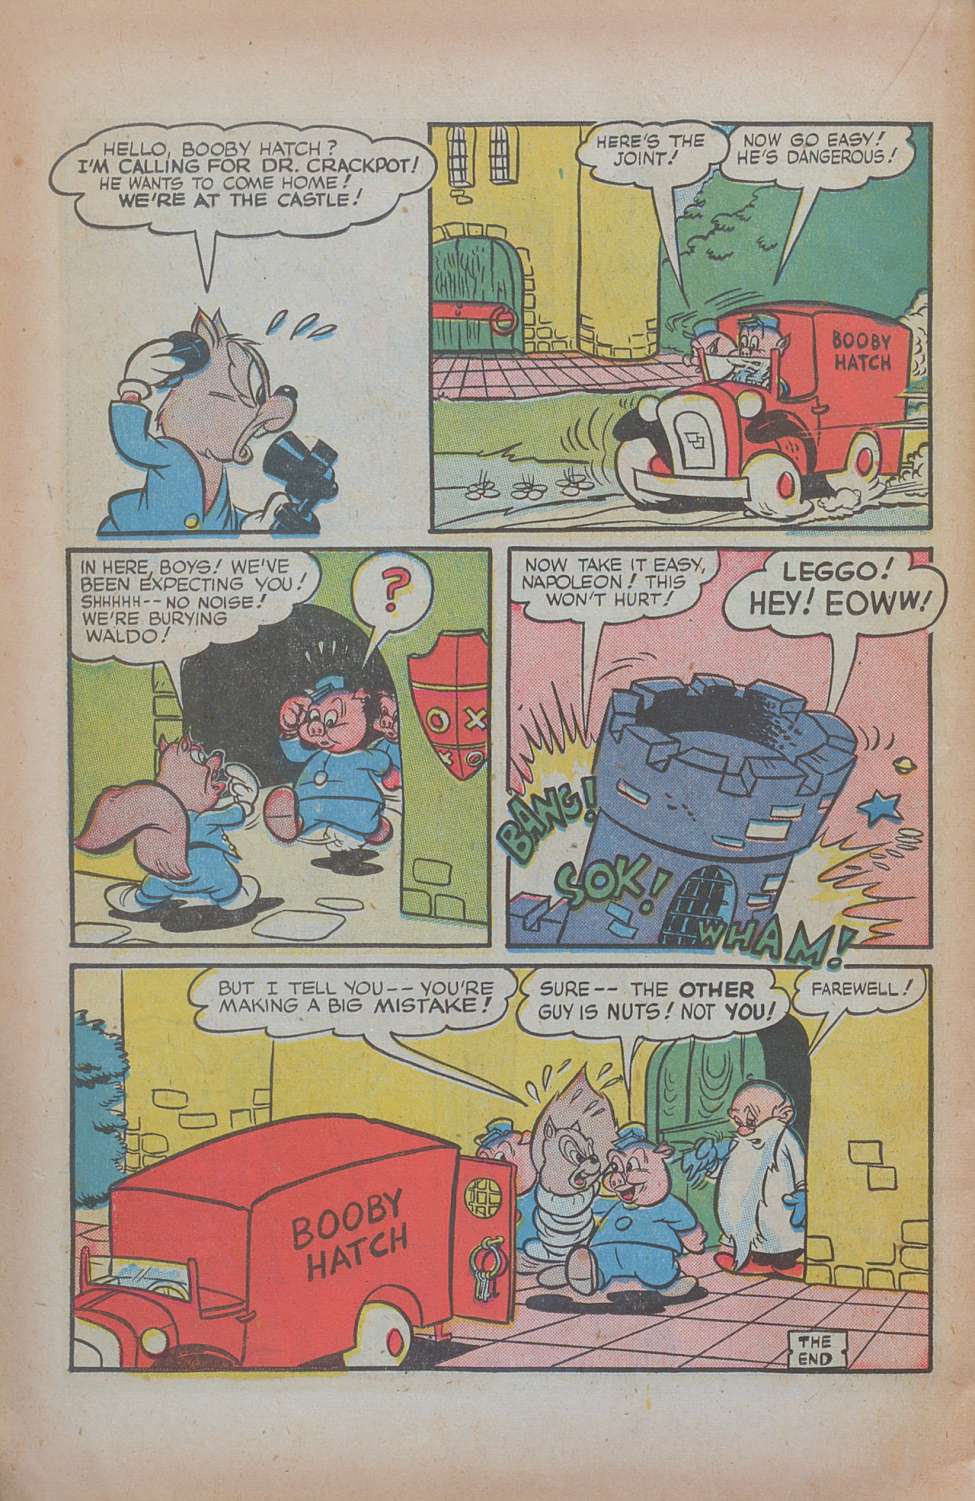 HELLO, BOOBY HATCH?
I'M CALLING FOR DR. CRACKPOT!
HE WANTS TO COME HOME!
WE'RE AT THE CASTLE!
HERE'S THE
JOINT!
NOW GO EASY!
HE'S DANGEROUS!
BOOBY
HATCH
IN HERE, BOYS! WE'VE
BEEN EXPECTING YOU!
SHHHHH-- NO NOISE!
WE'RE BURYING
WALDO!
?
NOW TAKE IT EASY,
NAPOLEON! THIS
WON'T HURT!
LEGGO!
HEY! EOWW!
BANG!
SOK!
WHAM!
BUT I TELL YOU-- YOU'RE
MAKING A BIG MISTAKE!
SURE-- THE OTHER
GUY IS NUTS! NOT YOU!
FAREWELL!
BOOBY
HATCH
THE
END